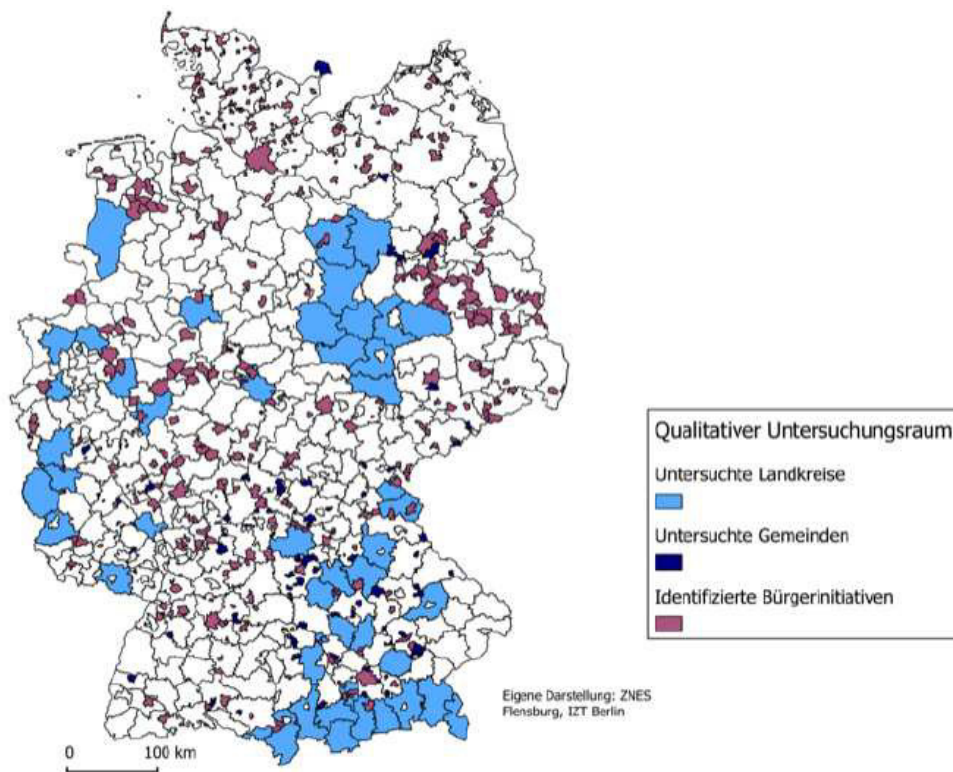 Qualitativer Untersuchungsraum
Untersuchte Landkreise
Untersuchte Gemeinden
Identifizierte Bürgerinitiativen
Eigene Darstellung: ZNES
Flensburg, IZT Berlin
0 100 km